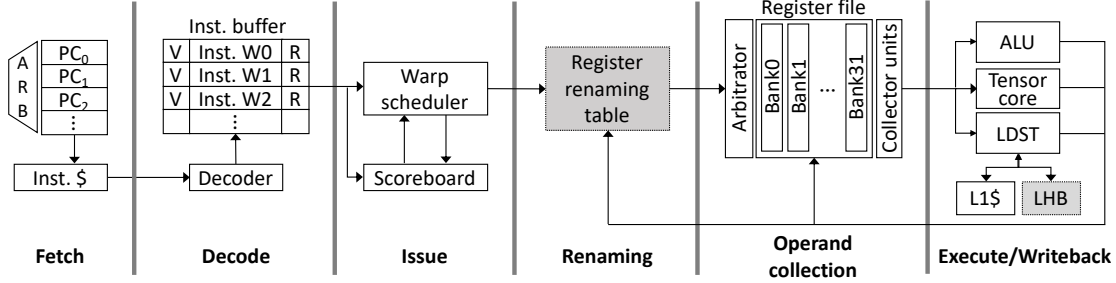 A
R
B
PC0
PC1
PC2
⋮
Inst. $
Fetch
Inst. buffer
V Inst. W0 R
V Inst. W1 R
V Inst. W2 R
⋮
Decoder
Decode
Warp
scheduler
Scoreboard
Issue
Register
renaming
table
Renaming
Register file
Arbitrator
Bank0
Bank1
...
Bank31
Collector units
Operand
collection
ALU
Tensor
core
LDST
L1$
LHB
Execute/Writeback